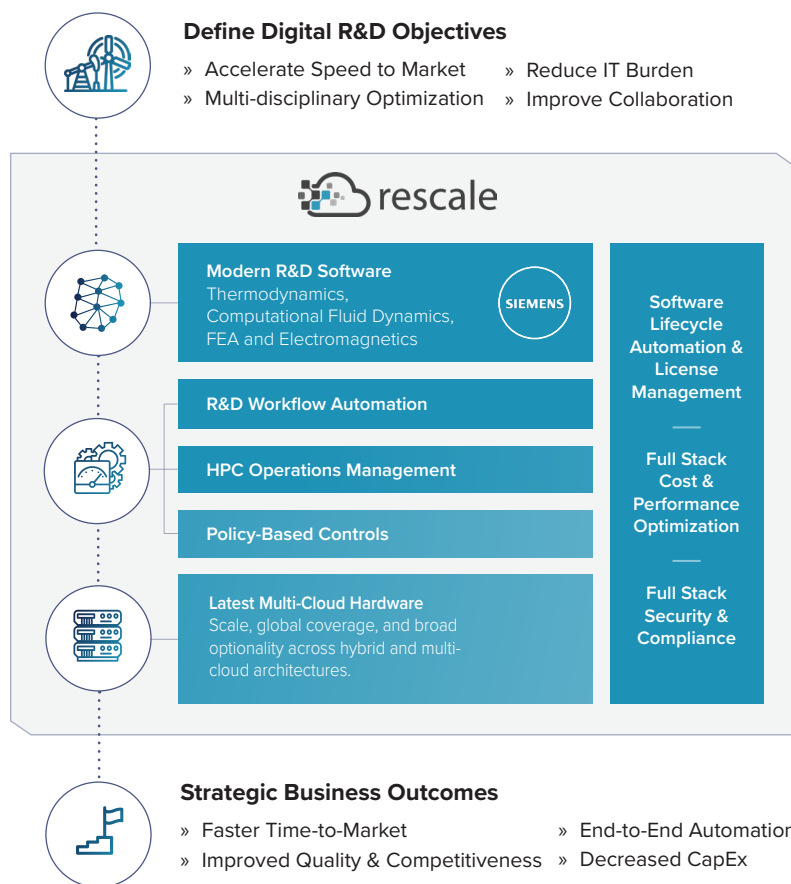 Define Digital R&D Objectives
» Accelerate Speed to Market
» Multi-disciplinary Optimization
» Reduce IT Burden
» Improve Collaboration
rescale
Modern R&D Software
Thermodynamics,
Computational Fluid Dynamics,
FEA and Electromagnetics
SIEMENS
R&D Workflow Automation
HPC Operations Management
Policy-Based Controls
Latest Multi-Cloud Hardware
Scale, global coverage, and broad
optionality across hybrid and multi-
cloud architectures.
Software
Lifecycle
Automation &
License
Management
Full Stack
Cost &
Performance
Optimization
Full Stack
Security &
Compliance
Strategic Business Outcomes
» Faster Time-to-Market
» Improved Quality & Competitiveness
» End-to-End Automation
» Decreased CapEx